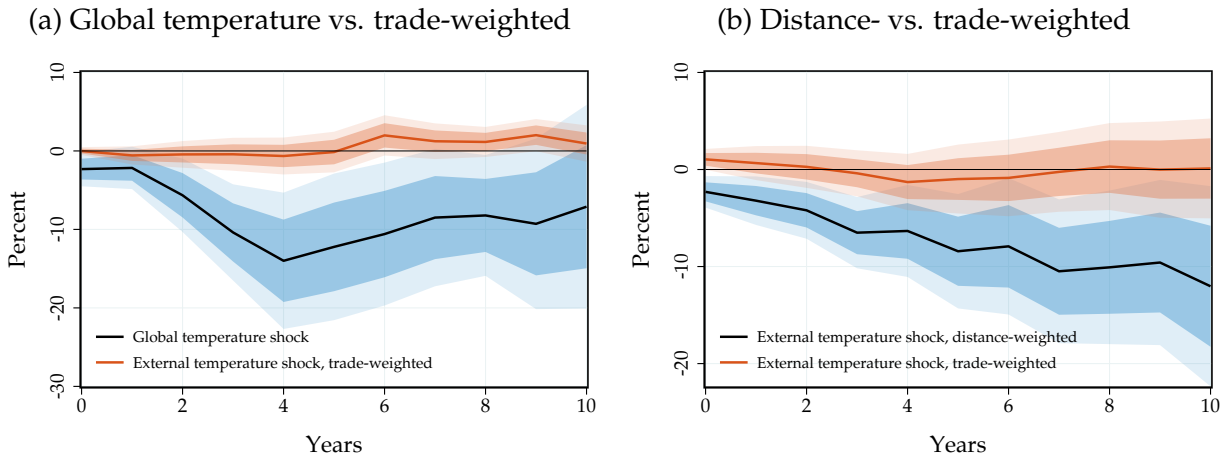 (a) Global temperature vs. trade-weighted
10
0
-10
-20
-30
Percent
Global temperature shock
External temperature shock, trade-weighted
0 2 4 6 8 10
Years
(b) Distance- vs. trade-weighted
10
0
-10
-20
Percent
External temperature shock, distance-weighted
External temperature shock, trade-weighted
0 2 4 6 8 10
Years